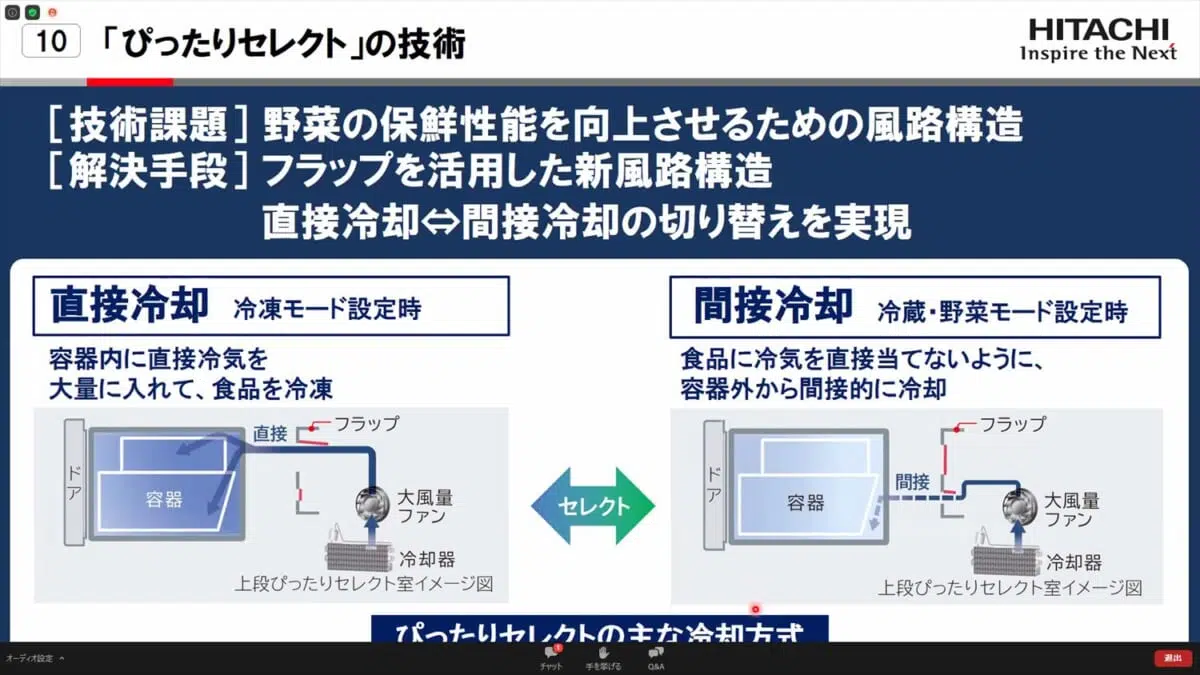 10
「ぴったりセレクト」の技術
HITACHI
Inspire the Next
[技術課題] 野菜の保鮮性能を向上させるための風路構造
[解決手段] フラップを活用した新風路構造
直接冷却⇔間接冷却の切り替えを実現
直接冷却 冷凍モード設定時
容器内に直接冷気を
大量に入れて、食品を冷凍
フラップ
直接
ドア
容器
大風量
ファン
冷却器
上段ぴったりセレクト室イメージ図
セレクト
間接冷却 冷蔵・野菜モード設定時
食品に冷気を直接当てないように、
容器外から間接的に冷却
フラップ
間接
ドア
容器
大風量
ファン
冷却器
上段ぴったりセレクト室イメージ図
ぴったりセレクトの主な冷却方式
オーディオ設定
チャット
1
手を挙げる
Q&A
退出